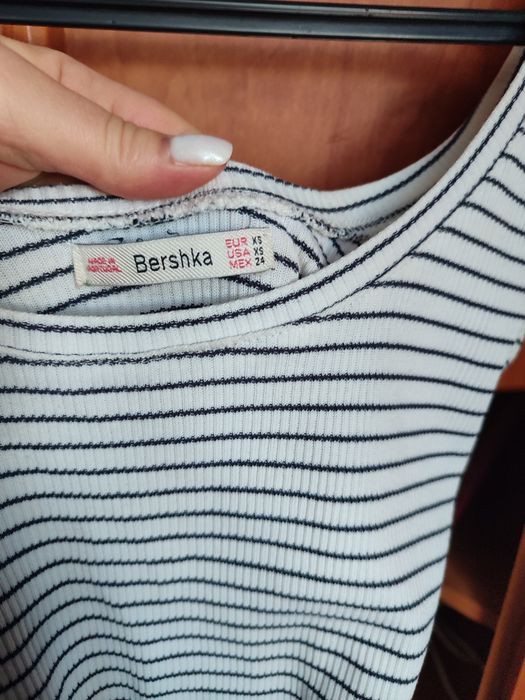 MADE IN
PORTUGAL
Bershka
EUR XS
USA XS
MEX 24